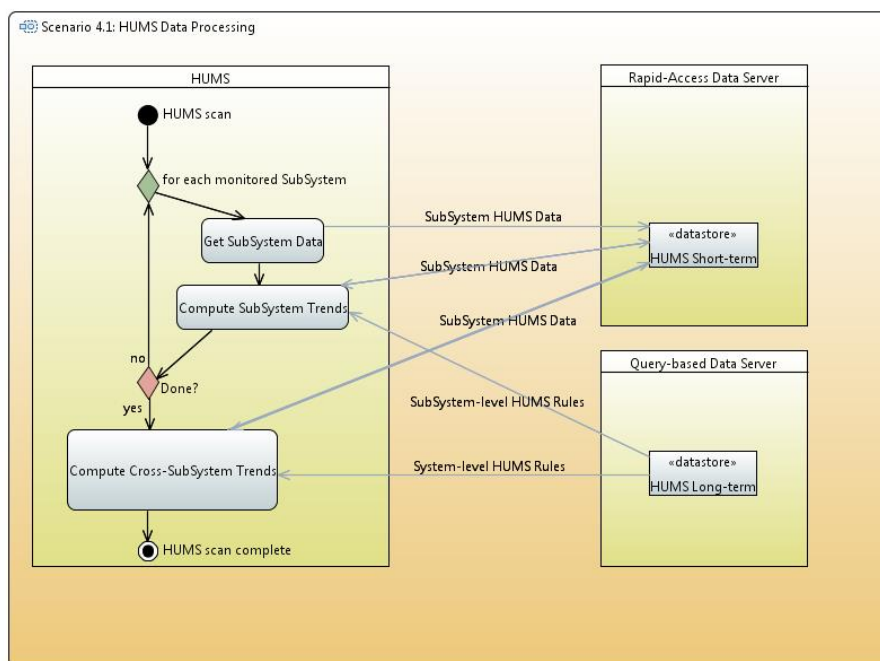 Scenario 4.1: HUMS Data Processing
HUMS
HUMS scan
for each monitored SubSystem
Get SubSystem Data
Compute SubSystem Trends
no
Done?
yes
Compute Cross-SubSystem Trends
HUMS scan complete
SubSystem HUMS Data
SubSystem HUMS Data
SubSystem HUMS Data
SubSystem-level HUMS Rules
System-level HUMS Rules
Rapid-Access Data Server
«datastore»
HUMS Short-term
Query-based Data Server
«datastore»
HUMS Long-term